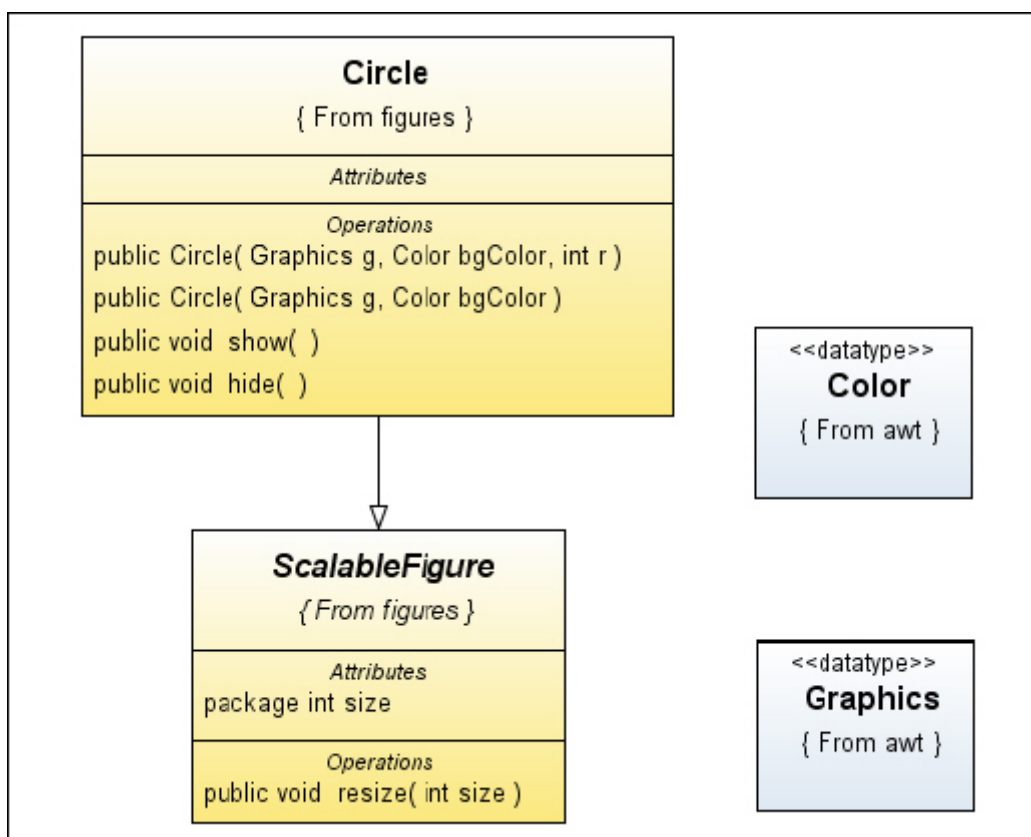 Circle
{ From figures }
Attributes
Operations
public Circle( Graphics g, Color bgColor, int r )
public Circle( Graphics g, Color bgColor )
public void show( )
public void hide( )
<<datatype>>
Color
{ From awt }
ScalableFigure
{ From figures }
Attributes
package int size
Operations
public void resize( int size )
<<datatype>>
Graphics
{ From awt }